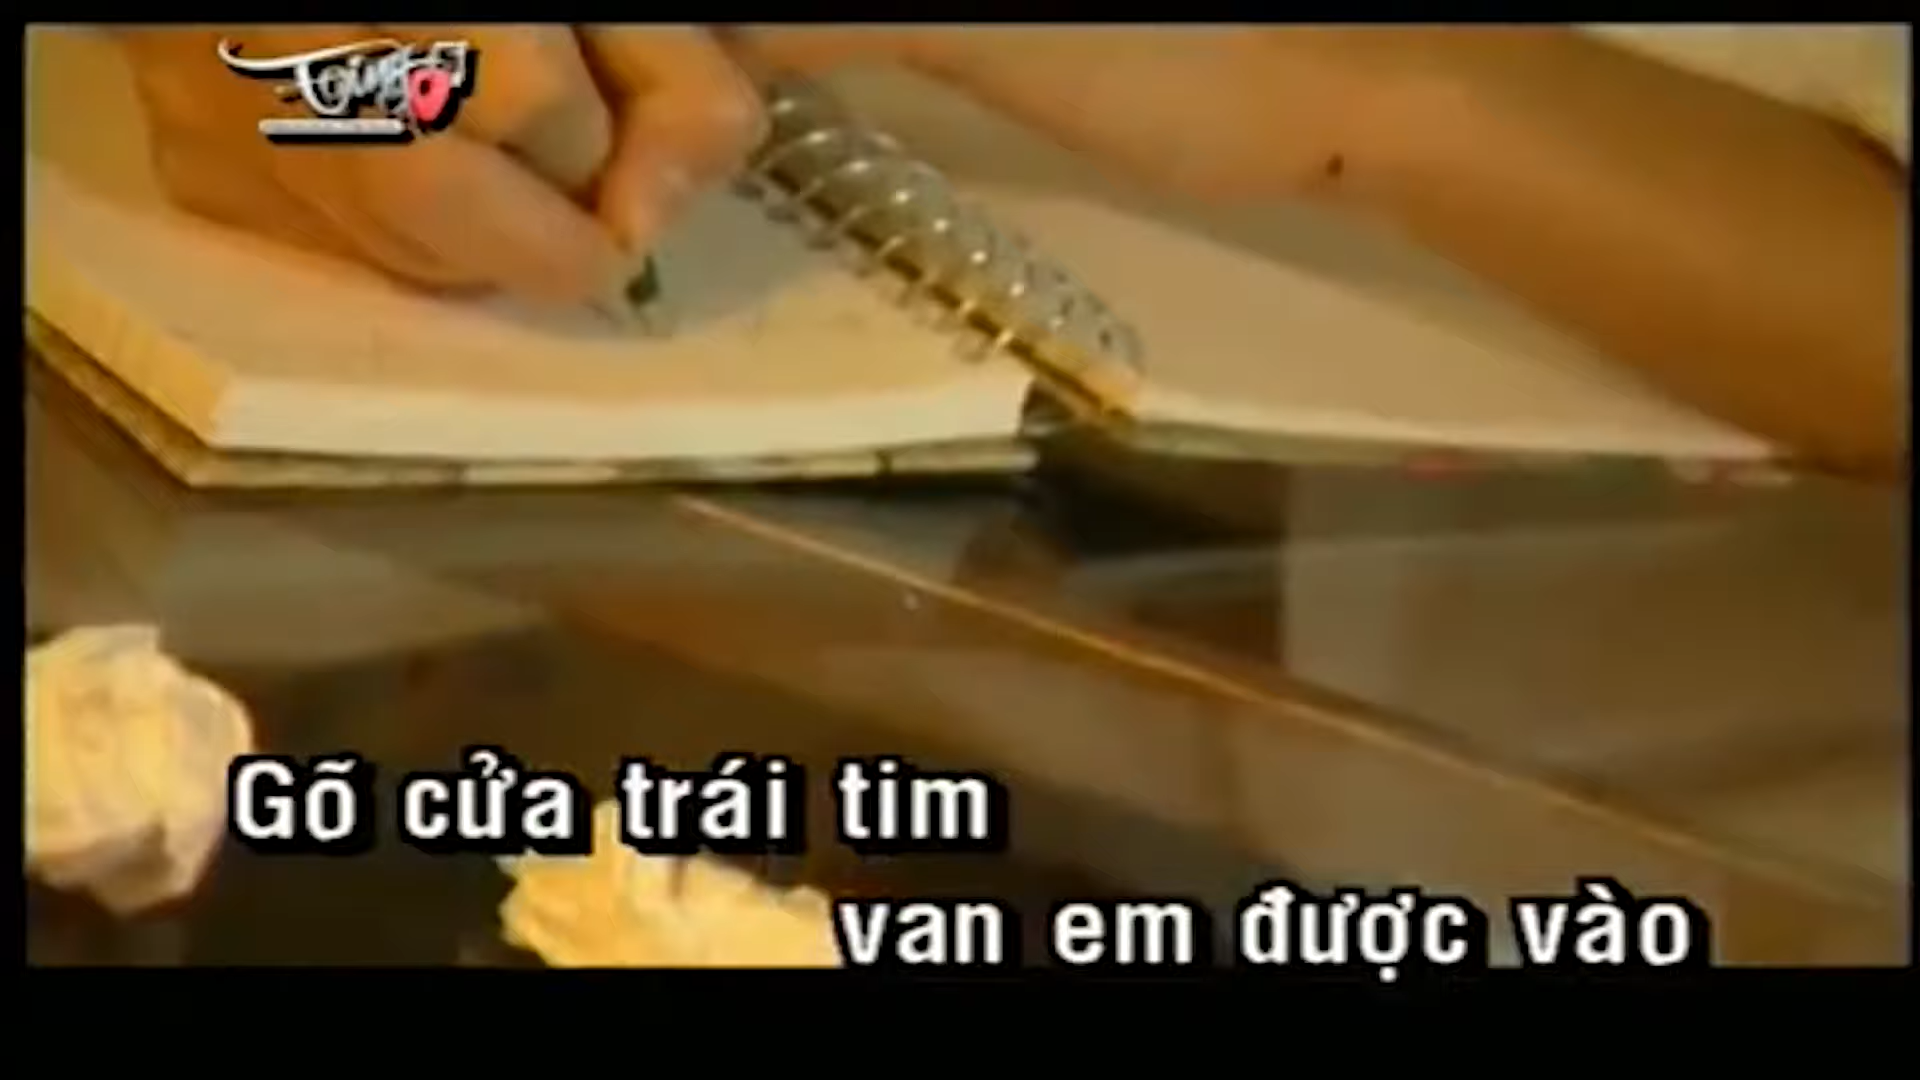 Gõ cửa trái tim
van em được vào